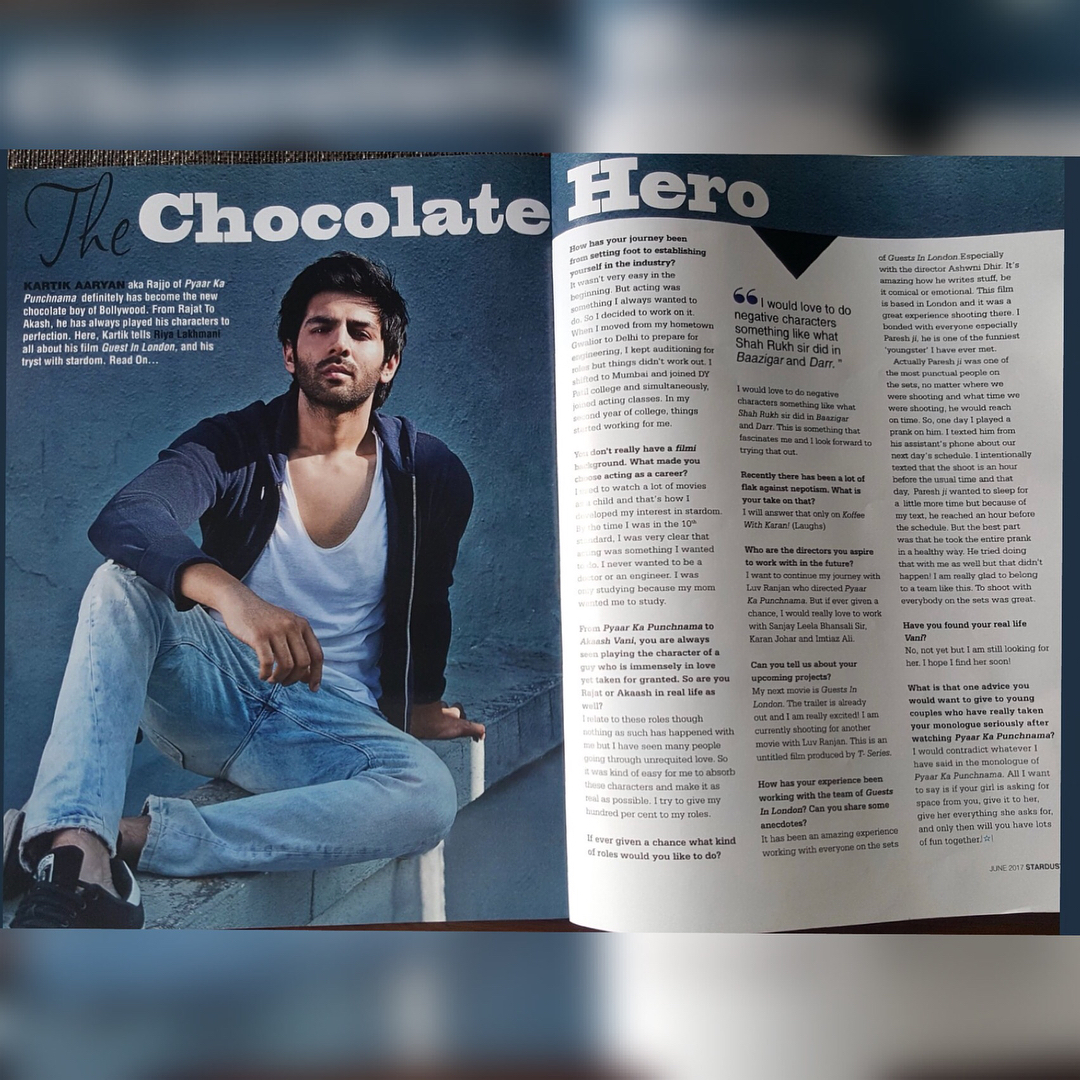 The Chocolate Hero
KARTIK AARYAN aka Rajjo of Pyaar Ka
Punchnama definitely has become the new
chocolate boy of Bollywood. From Rajat To
Akash, he has always played his characters to
perfection. Here, Kartik tells Riya Lakhmani
all about his film Guest In London, and his
tryst with stardom. Read On...
How has your journey been
from setting foot to establishing
yourself in the industry?
It wasn't very easy in the
beginning. But acting was
something I always wanted to
do. So I decided to work on it.
When I moved from my hometown
Gwalior to Delhi to prepare for
engineering, I kept auditioning for
roles but things didn't work out. I
shifted to Mumbai and joined DY
Patil college and simultaneously,
joined acting classes. In my
second year of college, things
started working for me.
You don't really have a filmi
background. What made you
choose acting as a career?
I used to watch a lot of movies
as a child and that's how I
developed my interest in stardom.
By the time I was in the 10th
standard, I was very clear that
acting was something I wanted
to do. I never wanted to be a
doctor or an engineer. I was
only studying because my mom
wanted me to study.
From Pyaar Ka Punchnama to
Akaash Vani, you are always
seen playing the character of a
guy who is immensely in love
yet taken for granted. So are you
Rajat or Akaash in real life as
well?
I relate to these roles though
nothing as such has happened with
me but I have seen many people
going through unrequited love. So
it was kind of easy for me to absorb
these characters and make it as
real as possible. I try to give my
hundred per cent to my roles.
If ever given a chance what kind
of roles would you like to do?
“I would love to do
negative characters
something like what
Shah Rukh sir did in
Baazigar and Darr."
I would love to do negative
characters something like what
Shah Rukh sir did in Baazigar
and Darr. This is something that
fascinates me and I look forward to
trying that out.
Recently there has been a lot of
flak against nepotism. What is
your take on that?
I will answer that only on Koffee
With Karan! (Laughs)
Who are the directors you aspire
to work with in the future?
I want to continue my journey with
Luv Ranjan who directed Pyaar
Ka Punchnama. But if ever given a
chance, I would really love to work
with Sanjay Leela Bhansali Sir,
Karan Johar and Imtiaz Ali.
Can you tell us about your
upcoming projects?
My next movie is Guests In
London. The trailer is already
out and I am really excited! I am
currently shooting for another
movie with Luv Ranjan. This is an
untitled film produced by T- Series.
How has your experience been
working with the team of Guests
In London? Can you share some
anecdotes?
It has been an amazing experience
working with everyone on the sets
of Guests In London.Especially
with the director Ashwni Dhir. It's
amazing how he writes stuff, be
it comical or emotional. This film
is based in London and it was a
great experience shooting there. I
bonded with everyone especially
Paresh ji, he is one of the funniest
'youngster' I have ever met.
Actually Paresh ji was one of
the most punctual people on
the sets, no matter where we
were shooting and what time we
were shooting, he would reach
on time. So, one day I played a
prank on him. I texted him from
his assistant's phone about our
next day's schedule. I intentionally
texted that the shoot is an hour
before the usual time and that
day, Paresh ji wanted to sleep for
a little more time but because of
my text, he reached an hour before
the schedule. But the best part
was that he took the entire prank
in a healthy way. He tried doing
that with me as well but that didn't
happen! I am really glad to belong
to a team like this. To shoot with
everybody on the sets was great.
Have you found your real life
Vani?
No, not yet but I am still looking for
her. I hope I find her soon!
What is that one advice you
would want to give to young
couples who have really taken
your monologue seriously after
watching Pyaar Ka Punchnama?
I would contradict whatever I
have said in the monologue of
Pyaar Ka Punchnama. All I want
to say is if your girl is asking for
space from you, give it to her,
give her everything she asks for,
and only then will you have lots
of fun together!☆
JUNE 2017 STARDUST